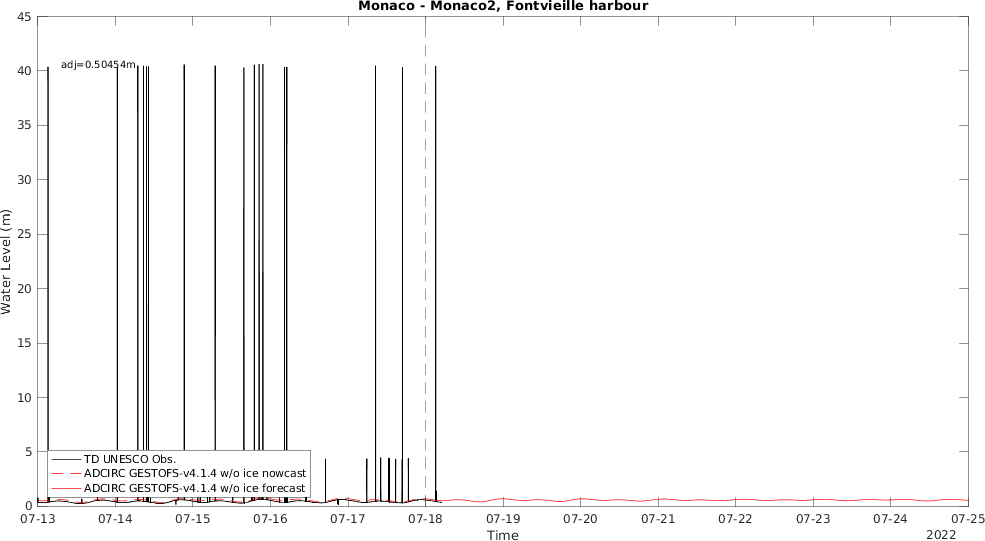 Monaco - Monaco2, Fontvieille harbour
45
40
35
30
25
20
15
10
5
0
Water Level (m)
adj=0.50454m
TD UNESCO Obs.
ADCIRC GESTOFS-v4.1.4 w/o ice nowcast
ADCIRC GESTOFS-v4.1.4 w/o ice forecast
07-13 07-14 07-15 07-16 07-17 07-18 07-19 07-20 07-21 07-22 07-23 07-24 07-25
Time
2022